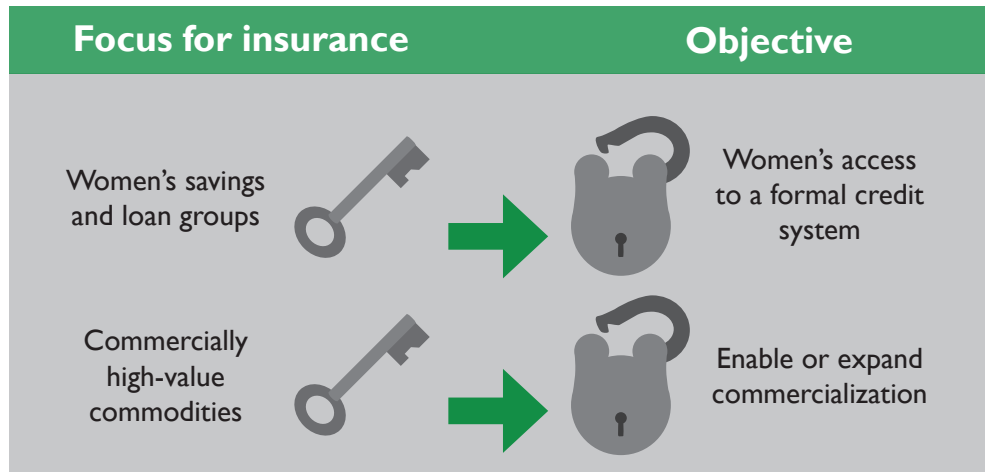 Focus for insurance
Objective
Women’s savings
and loan groups
Women’s access
to a formal credit
system
Commercially
high-value
commodities
Enable or expand
commercialization